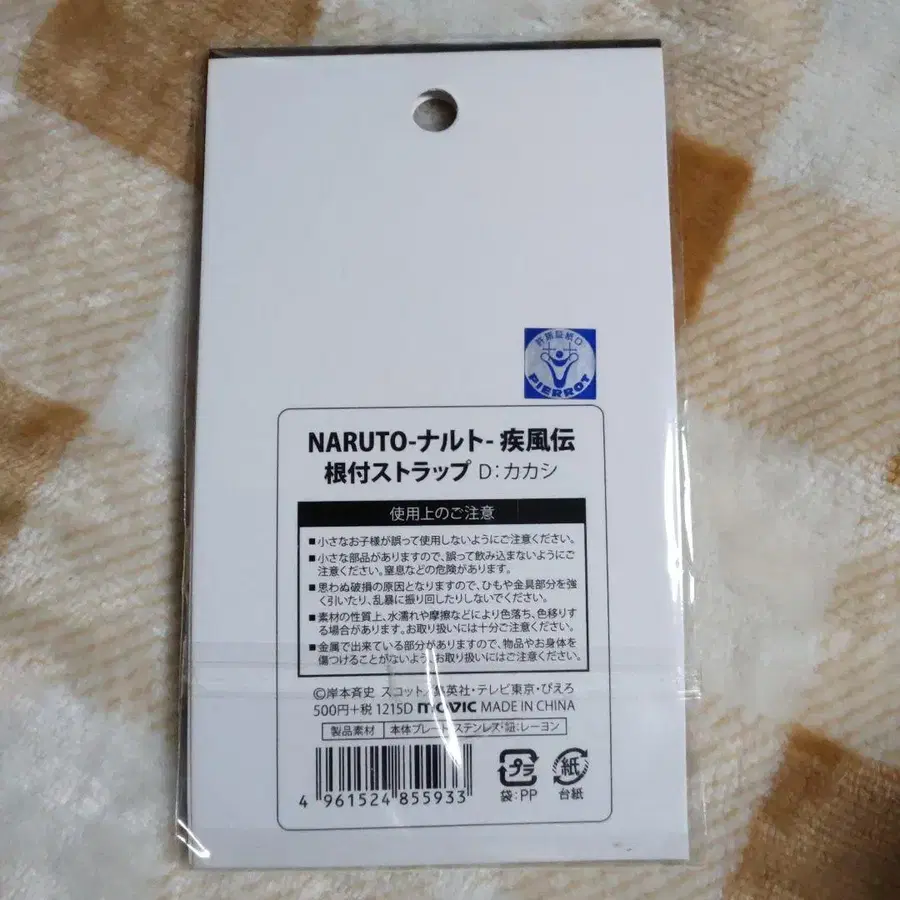 許諾証紙D
PIERROT
NARUTO-ナルト- 疾風伝
根付ストラップ D:カカシ
使用上のご注意
■小さなお子様が誤って使用しないようにご注意ください。
■小さな部品がありますので、誤って飲み込まないようにご
注意ください。窒息などの危険があります。
■思わぬ破損の原因となりますので、ひもや金具部分を強
く引いたり、乱暴に振り回したりしないでください。
■素材の性質上、水濡れや摩擦などにより色落ち、色移りす
る場合があります。お取り扱いには十分ご注意ください。
■金属で出来ている部分がありますので、物品やお身体を
傷つけることがないようお取り扱いにはご注意ください。
©岸本斉史 スコット/集英社・テレビ東京・ぴえろ
500円+税 1215D movic MADE IN CHINA
製品素材 本体プレート:ステンレス・紐:レーヨン
4 961524 855933
プラ 紙
袋:PP 台紙